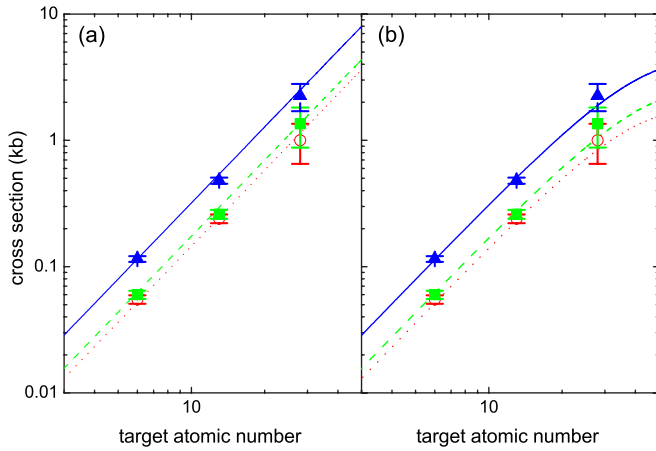 (a) (b)
10
1
0.1
0.01
cross section (kb)
10 10
target atomic number target atomic number